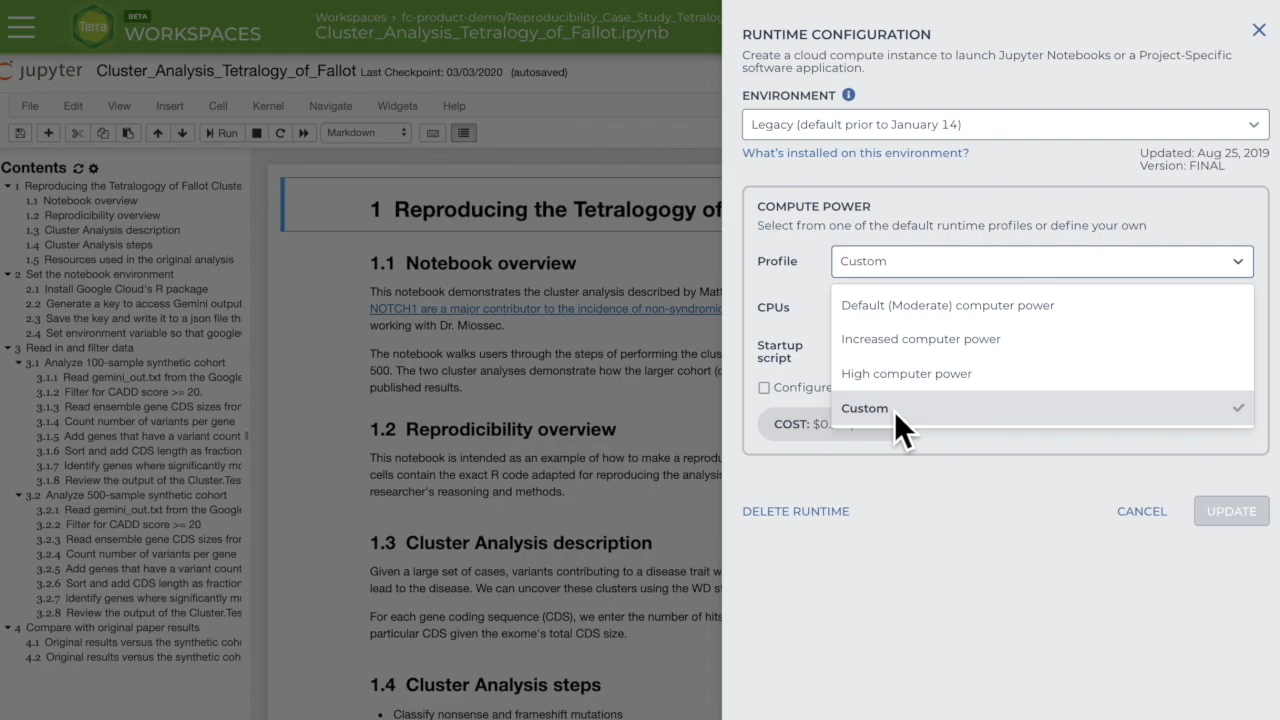 Terra
BETA
WORKSPACES
Workspaces › fc-product-demo/Reproducibility_Case_Study_Tetralog
Cluster_Analysis_Tetralogy_of_Fallot.ipynb
jupyter Cluster_Analysis_Tetralogy_of_Fallot Last Checkpoint: 03/03/2020 (autosaved)
File Edit View Insert Cell Kernel Navigate Widgets Help
Run Markdown
Contents
1 Reproducing the Tetralogogy of Fallot Cluste
1.1 Notebook overview
1.2 Reprodicibility overview
1.3 Cluster Analysis description
1.4 Cluster Analysis steps
1.5 Resources used in the original analysis
2 Set the notebook environment
2.1 Install Google Cloud's R package
2.2 Generate a key to access Gemini output
2.3 Save the key and write it to a json file th
2.4 Set environment variable so that google
3 Read in and filter data
3.1 Analyze 100-sample synthetic cohort
3.1.1 Read gemini_out.txt from the Google
3.1.2 Filter for CADD score >= 20.
3.1.3 Read ensemble gene CDS sizes from
3.1.4 Count number of variants per gene
3.1.5 Add genes that have a variant count
3.1.6 Sort and add CDS length as fraction
3.1.7 Identify genes where significantly mo
3.1.8 Review the output of the Cluster.Tes
3.2 Analyze 500-sample synthetic cohort
3.2.1 Read gemini_out.txt from the Google
3.2.2 Filter for CADD score >= 20
3.2.3 Read ensemble gene CDS sizes from
3.2.4 Count number of variants per gene
3.2.5 Add genes that have a variant count
3.2.6 Sort and add CDS length as fraction
3.2.7 Identify genes where significantly mo
3.2.8 Review the output of the Cluster.Tes
4 Compare with original paper results
4.1 Original results versus the synthetic coho
4.2 Original results versus the synthetic coh
1 Reproducing the Tetralogogy of
1.1 Notebook overview
This notebook demonstrates the cluster analysis described by Mat
NOTCH1 are a major contributor to the incidence of non-syndromic
working with Dr. Miossec.
The notebook walks users through the steps of performing the clus
500. The two cluster analyses demonstrate how the larger cohort (
published results.
1.2 Reprodicibility overview
This notebook is intended as an example of how to make a reprodu
cells contain the exact R code adapted for reproducing the analysis
researcher's reasoning and methods.
1.3 Cluster Analysis description
Given a large set of cases, variants contributing to a disease trait w
lead to the disease. We can uncover these clusters using the WD st
For each gene coding sequence (CDS), we enter the number of hits
particular CDS given the exome's total CDS size.
1.4 Cluster Analysis steps
• Classify nonsense and frameshift mutations
RUNTIME CONFIGURATION
Create a cloud compute instance to launch Jupyter Notebooks or a Project-Specific
software application.
ENVIRONMENT
Legacy (default prior to January 14)
What's installed on this environment?
Updated: Aug 25, 2019
Version: FINAL
COMPUTE POWER
Select from one of the default runtime profiles or define your own
Profile Custom
Default (Moderate) computer power
CPUs
Increased computer power
Startup
script
High computer power
Configure
Custom
COST: $0.
DELETE RUNTIME CANCEL UPDATE